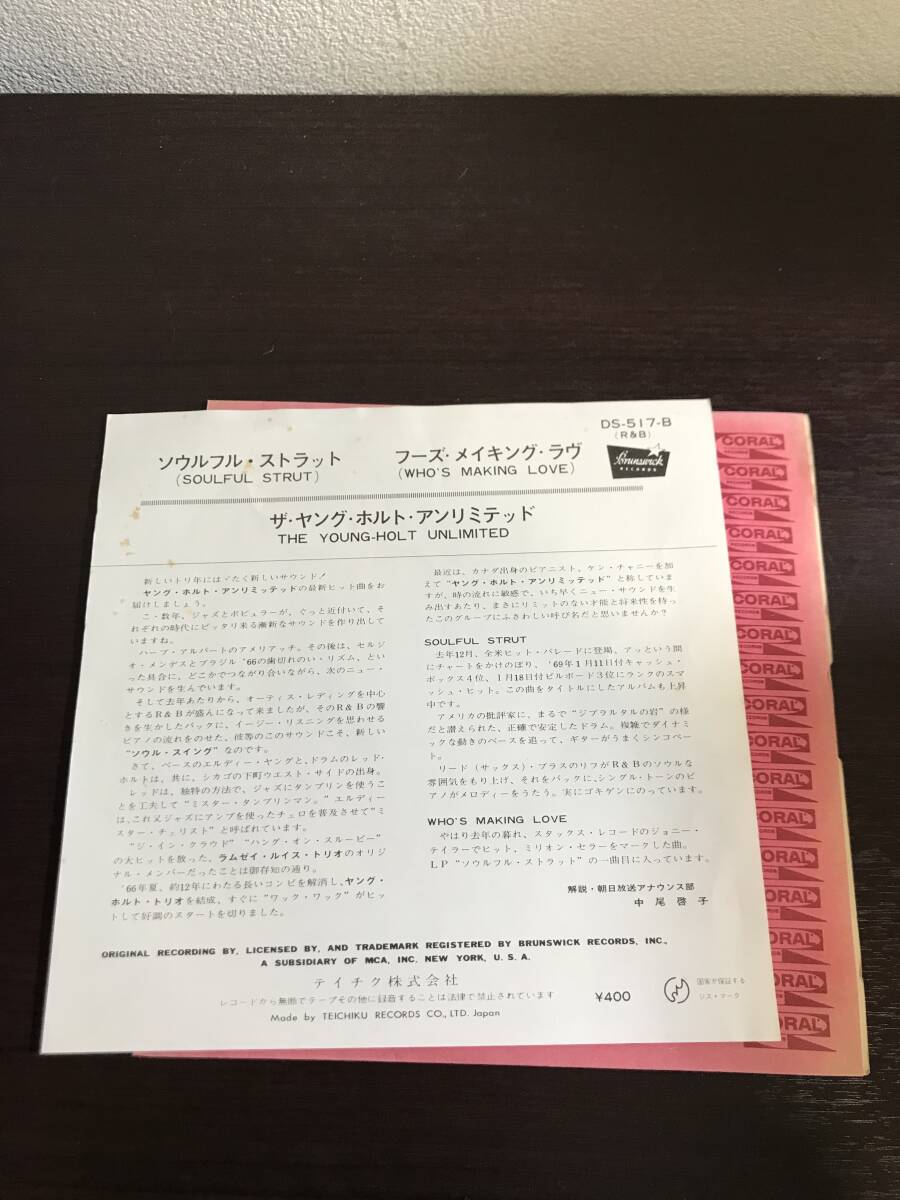 DS-517-B
(R&B)
Brunswick
RECORDS
ソウルフル・ストラット
(SOULFUL STRUT)
フーズ・メイキング・ラヴ
(WHO'S MAKING LOVE)
ザ・ヤング・ホルト・アンリミテッド
THE YOUNG-HOLT UNLIMITED
新しいトリ年にはゞたく新しいサウンド！
ヤング・ホルト・アンリミッテッドの最新ヒット曲をお
届けしましょう。
こゝ数年、ジャズとポピュラーが、ぐっと近付いて、そ
れぞれの時代にピッタリ来る漸新なサウンドを作り出して
いますね。
ハーブ・アルパートのアメリアッチ。その後は、セルジ
オ・メンデスとブラジル'66の歯切れのいゝリズム、とい
った具合に、どこかでつながり合いながら、次のニュー・
サウンドを生んでいます。
そして去年あたりから、オーティス・レディングを中心
とするR＆Bが盛んになって来ましたが、そのR＆Bの響
きを生かしたバックに、イージー・リスニングを思わせる
ピアノの流れをのせた、彼等のこのサウンドこそ、新しい
“ソウル・スイング”なのです。
さて、ベースのエルディー・ヤングと、ドラムのレッド・
ホルトは、共に、シカゴの下町ウエスト・サイドの出身。
レッドは、独特の方法で、ジャズにタンブリンを使うこ
とを工夫して“ミスター・タンブリンマン。”エルディー
は、これ又ジャズにアンプを使ったチェロを普及させて“ミ
スター・チェリスト”と呼ばれています。
“ジ・イン・クラウド”“ハング・オン・スルーピー”
の大ヒットを放った、ラムゼイ・ルイス・トリオのオリジ
ナル・メンバーだったことは御存知の通り。
'66年夏、約12年にわたる長いコンビを解消し、ヤング・
ホルト・トリオを結成、すぐに“ワック・ワック”がヒッ
トして好調のスタートを切りました。
最近は、カナダ出身のピアニスト、ケン・チャニーを加
えて“ヤング・ホルト・アンリミッテッド”と称していま
すが、時の流れに敏感で、いち早くニュー・サウンドを生
み出すあたり、まさにリミットのない才能と将来性を持っ
たこのグループにふさわしい呼び名だと思いませんか？
SOULFUL STRUT
去年12月、全米ヒット・パレードに登場、アッという間
にチャートをかけのぼり、'69年1月11日付キャッシュ・
ボックス4位、1月18日付ビルボード3位にランクのスマ
ッシュ・ヒット。この曲をタイトルにしたアルバムも上昇
中です。
アメリカの批評家に、まるで“ジブラルタルの岩”の様
だと讃えられた、正確で安定したドラム。複雑でダイナミ
ックな動きのベースを追って、ギターがうまくシンコペー
ト。
リード（サックス）・ブラスのリフがR＆Bのソウルな
雰囲気をもり上げ、それをバックに、シングル・トーンのピ
アノがメロディーをうたう。実にゴキゲンにのっています。
WHO'S MAKING LOVE
やはり去年の暮れ、スタックス・レコードのジョニー・
テイラーでヒット、ミリオン・セラーをマークした曲。
LP“ソウルフル・ストラット”の一曲目に入っています。
解説・朝日放送アナウンス部
中尾啓子
ORIGINAL RECORDING BY, LICENSED BY, AND TRADEMARK REGISTERED BY BRUNSWICK RECORDS, INC.,
A SUBSIDIARY OF MCA, INC. NEW YORK, U. S. A.
テイチク株式会社
レコードから無断でテープその他に録音することは法律で禁止されています
Made by TEICHIKU RECORDS CO., LTD. Japan
¥400
国家が保証する
ジス・マーク
CORAL
CORAL
CORAL
CORAL
CORAL
CORAL
CORAL
CORAL
CORAL
CORAL
CORAL